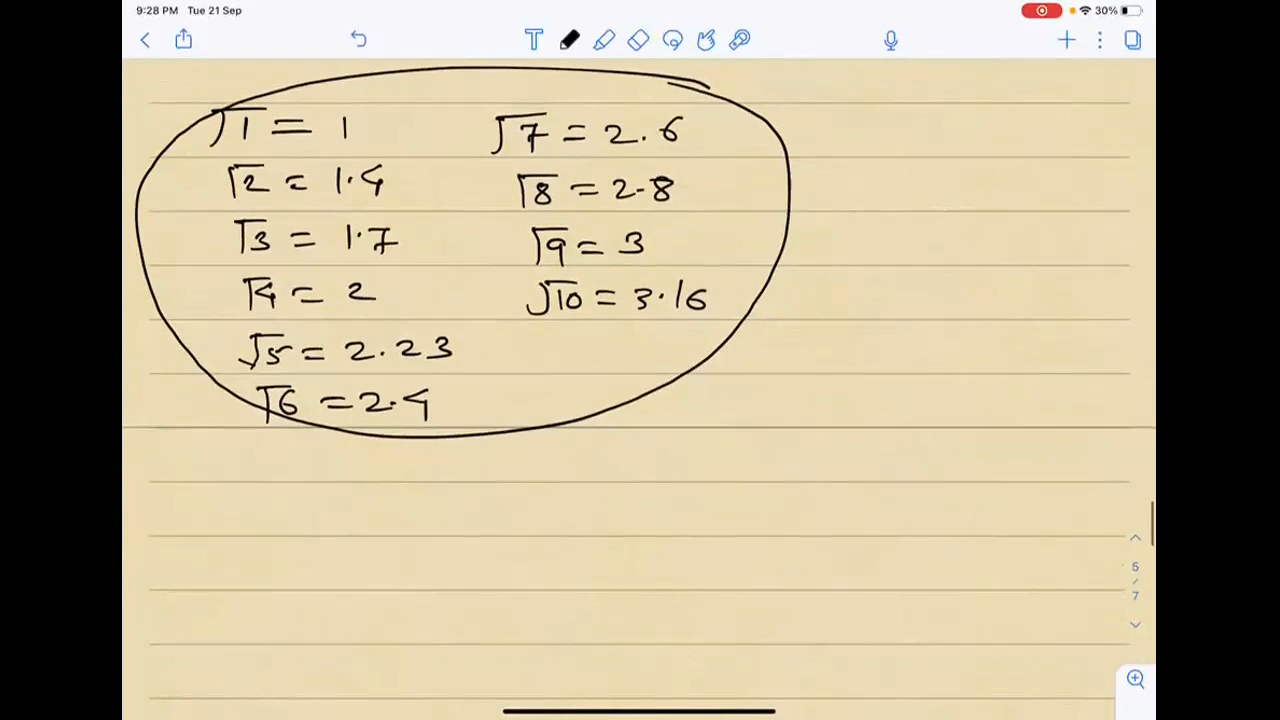 9:28 PM Tue 21 Sep
30%
√1 = 1
√2 = 1.4
√3 = 1.7
√4 = 2
√5 = 2.23
√6 = 2.4
√7 = 2.6
√8 = 2.8
√9 = 3
√10 = 3.16
5
/
7